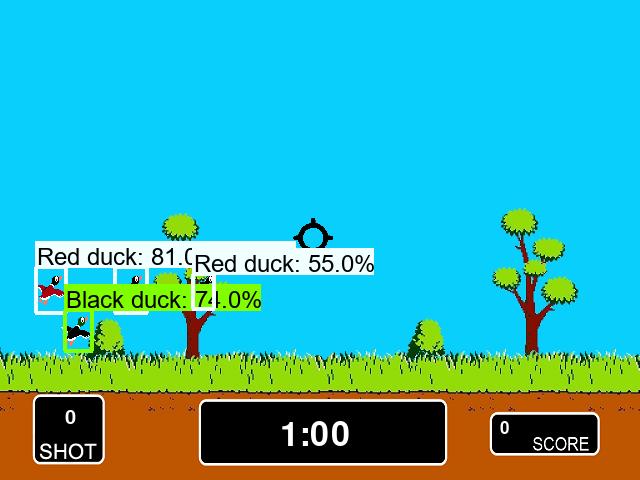 Red duck: 81.0
Red duck: 55.0%
Black duck: 74.0%
0
SHOT
1:00
0
SCORE